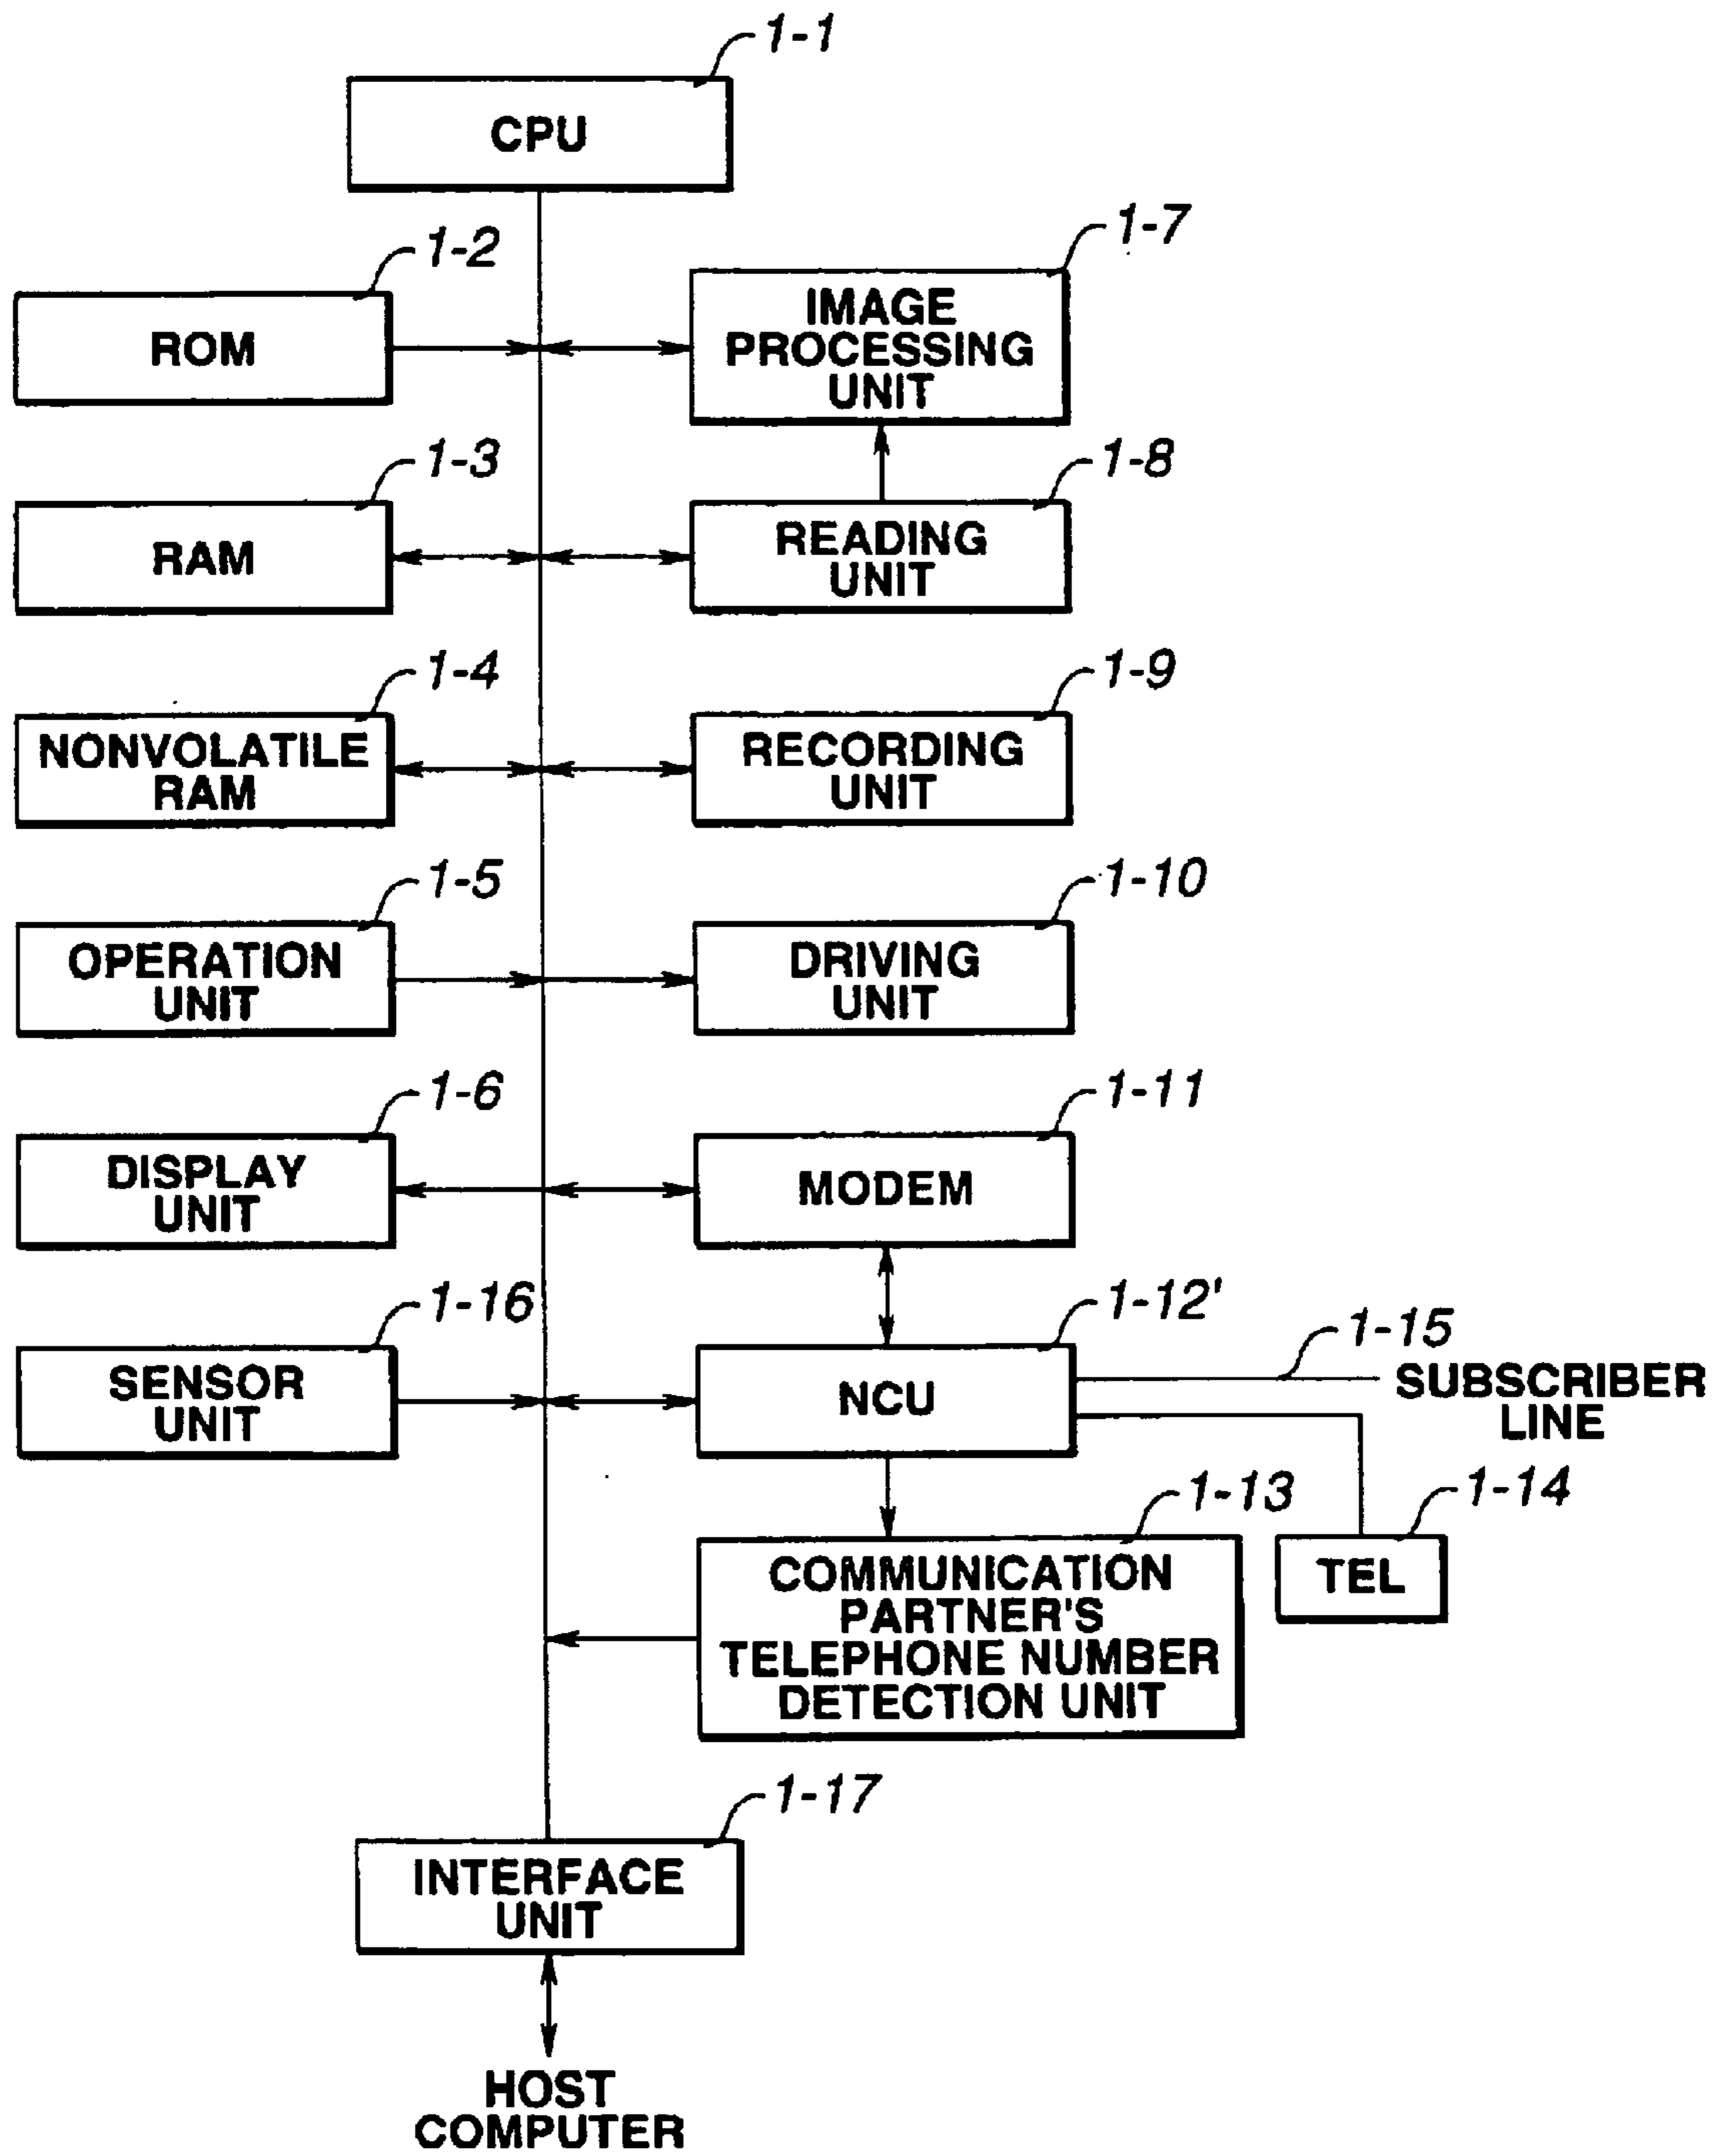 1-1
CPU
1-2
ROM
1-7
IMAGE
PROCESSING
UNIT
1-3
RAM
1-8
READING
UNIT
1-4
NONVOLATILE
RAM
1-9
RECORDING
UNIT
1-5
OPERATION
UNIT
1-10
DRIVING
UNIT
1-6
DISPLAY
UNIT
1-11
MODEM
1-16
SENSOR
UNIT
1-12'
NCU
1-15
SUBSCRIBER
LINE
1-13
COMMUNICATION
PARTNER'S
TELEPHONE NUMBER
DETECTION UNIT
1-14
TEL
1-17
INTERFACE
UNIT
HOST
COMPUTER